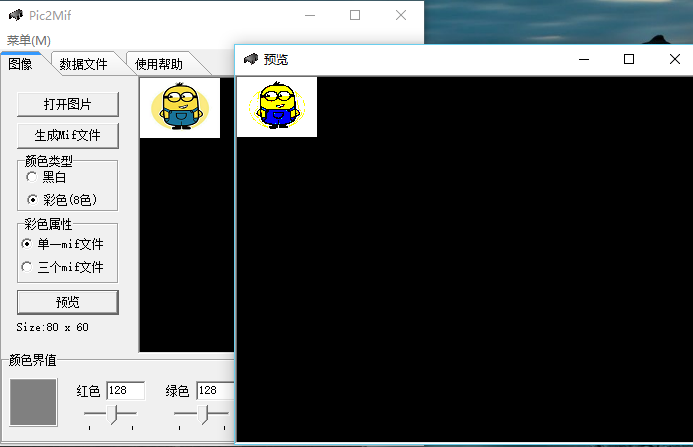 Pic2Mif
菜单(M)
图像
数据文件
使用帮助
预览
打开图片
生成Mif文件
颜色类型
黑白
彩色(8色)
彩色属性
单一mif文件
三个mif文件
预览
Size:80 x 60
颜色界值
红色 128
绿色 128